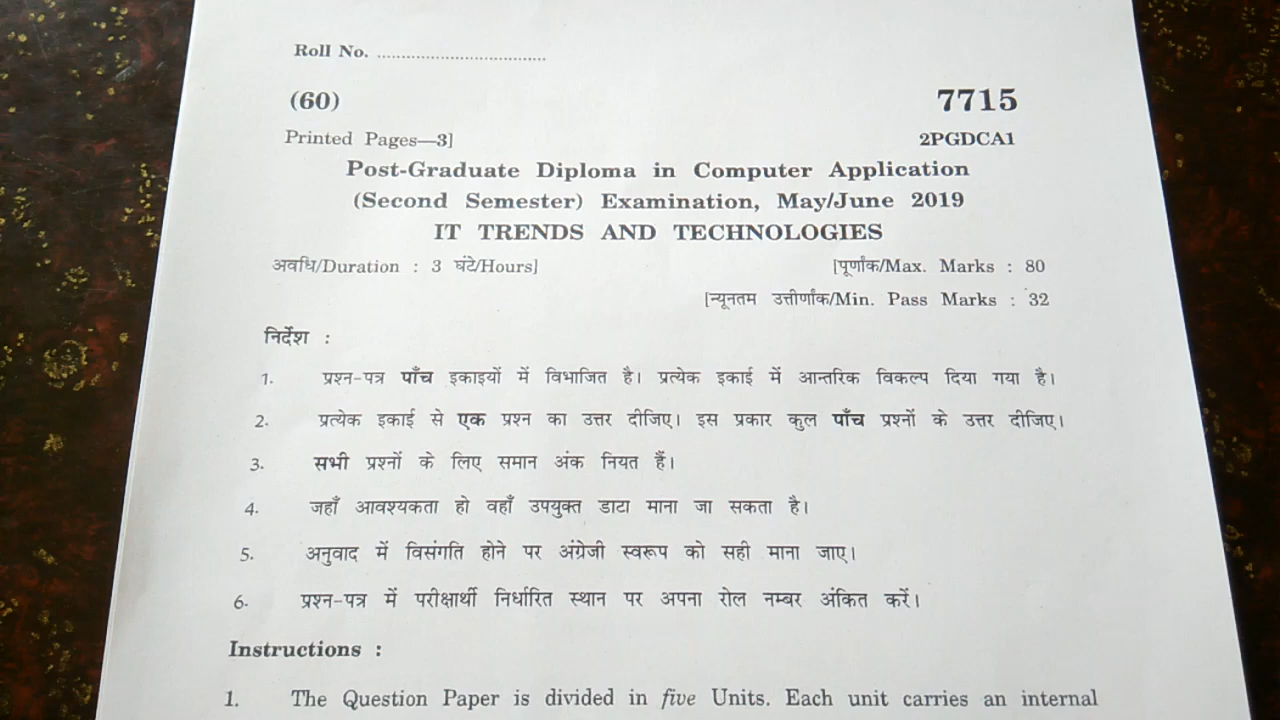 Roll No. ....................................
(60) 7715
Printed Pages—3] 2PGDCA1
Post-Graduate Diploma in Computer Application
(Second Semester) Examination, May/June 2019
IT TRENDS AND TECHNOLOGIES
अवधि/Duration : 3 घंटे/Hours] [पूर्णांक/Max. Marks : 80
[न्यूनतम उत्तीर्णांक/Min. Pass Marks : 32
निर्देश :
1. प्रश्न-पत्र पाँच इकाइयों में विभाजित है। प्रत्येक इकाई में आन्तरिक विकल्प दिया गया है।
2. प्रत्येक इकाई से एक प्रश्न का उत्तर दीजिए। इस प्रकार कुल पाँच प्रश्नों के उत्तर दीजिए।
3. सभी प्रश्नों के लिए समान अंक नियत हैं।
4. जहाँ आवश्यकता हो वहाँ उपयुक्त डाटा माना जा सकता है।
5. अनुवाद में विसंगति होने पर अंग्रेजी स्वरूप को सही माना जाए।
6. प्रश्न-पत्र में परीक्षार्थी निर्धारित स्थान पर अपना रोल नम्बर अंकित करें।
Instructions :
1. The Question Paper is divided in five Units. Each unit carries an internal